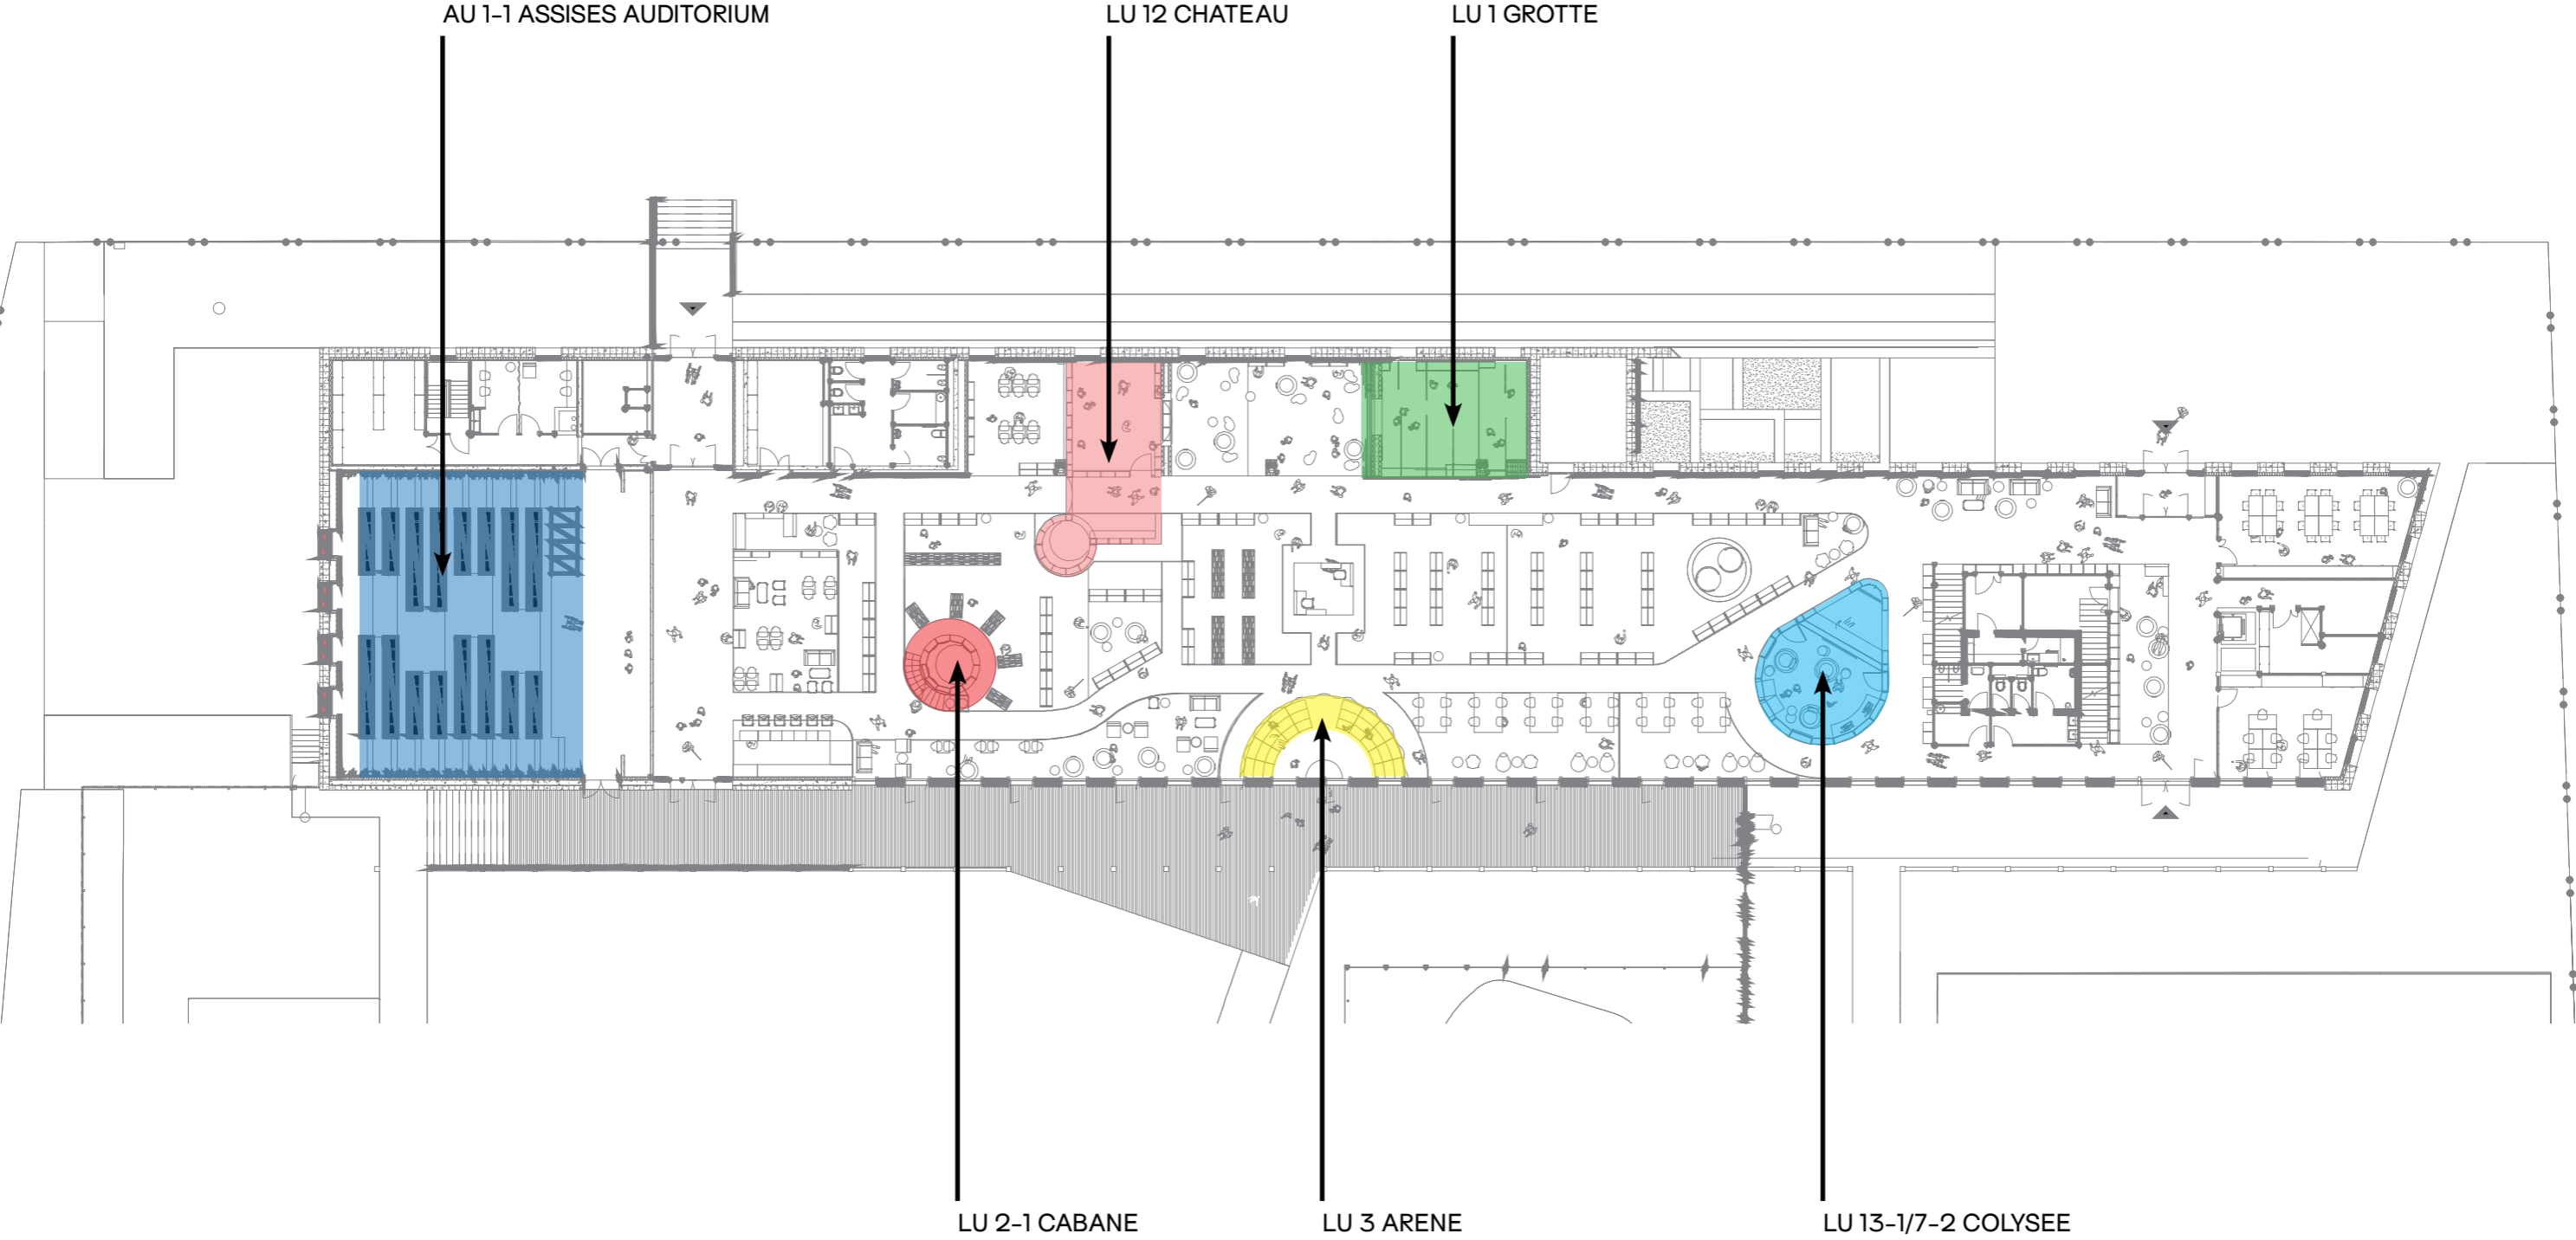 AU 1-1 ASSISES AUDITORIUM
LU 12 CHATEAU
LU 1 GROTTE
LU 2-1 CABANE
LU 3 ARENE
LU 13-1/7-2 COLYSEE